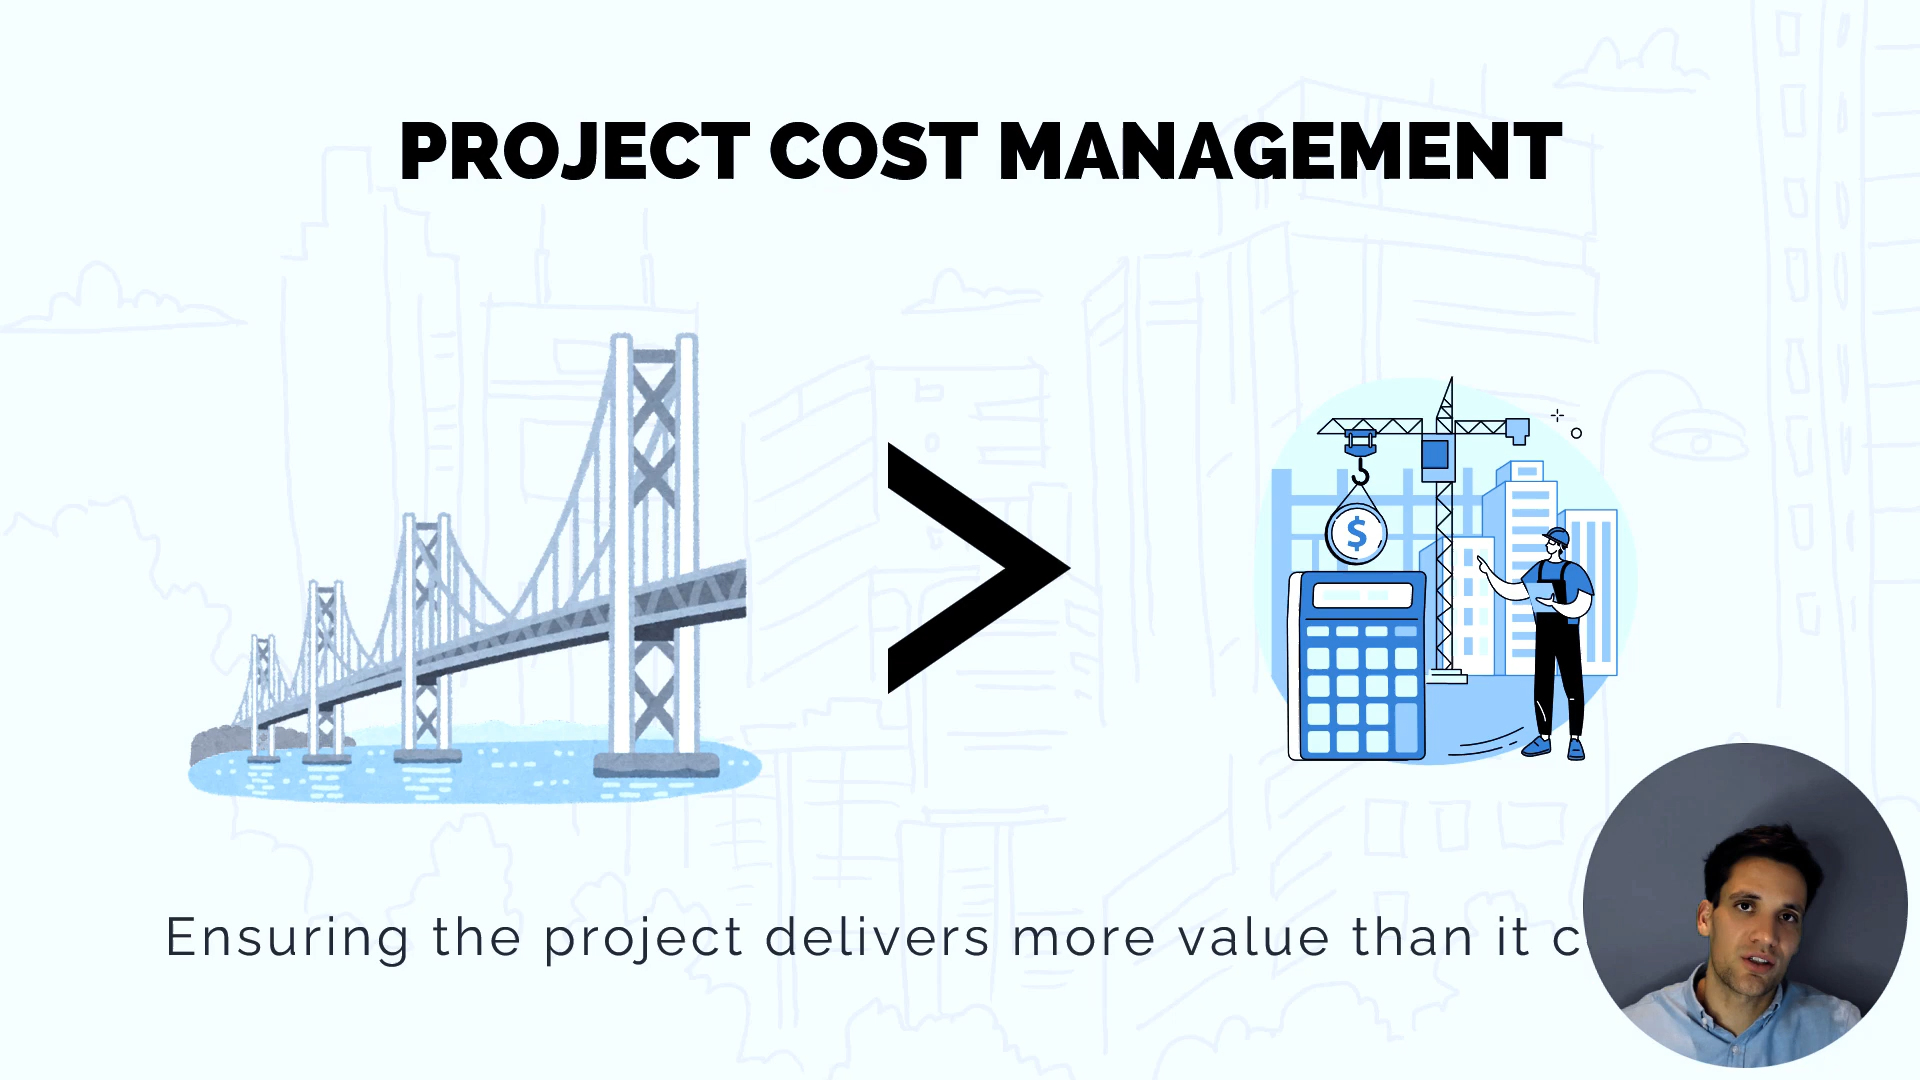 PROJECT COST MANAGEMENT
$
Ensuring the project delivers more value than it